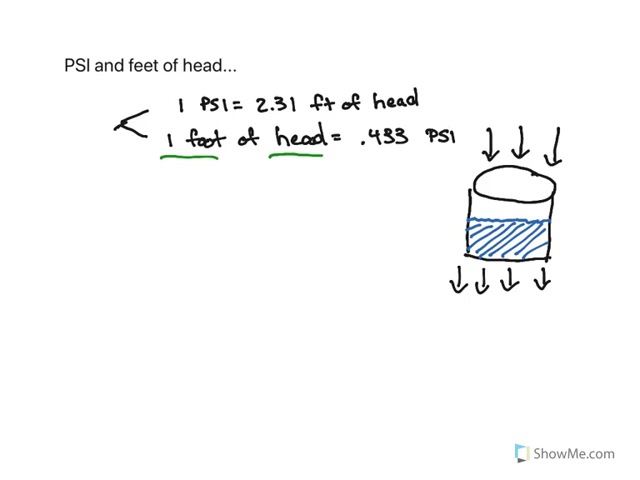 PSI and feet of head...
1 PSI = 2.31 ft of head
1 foot of head = .433 PSI
ShowMe.com